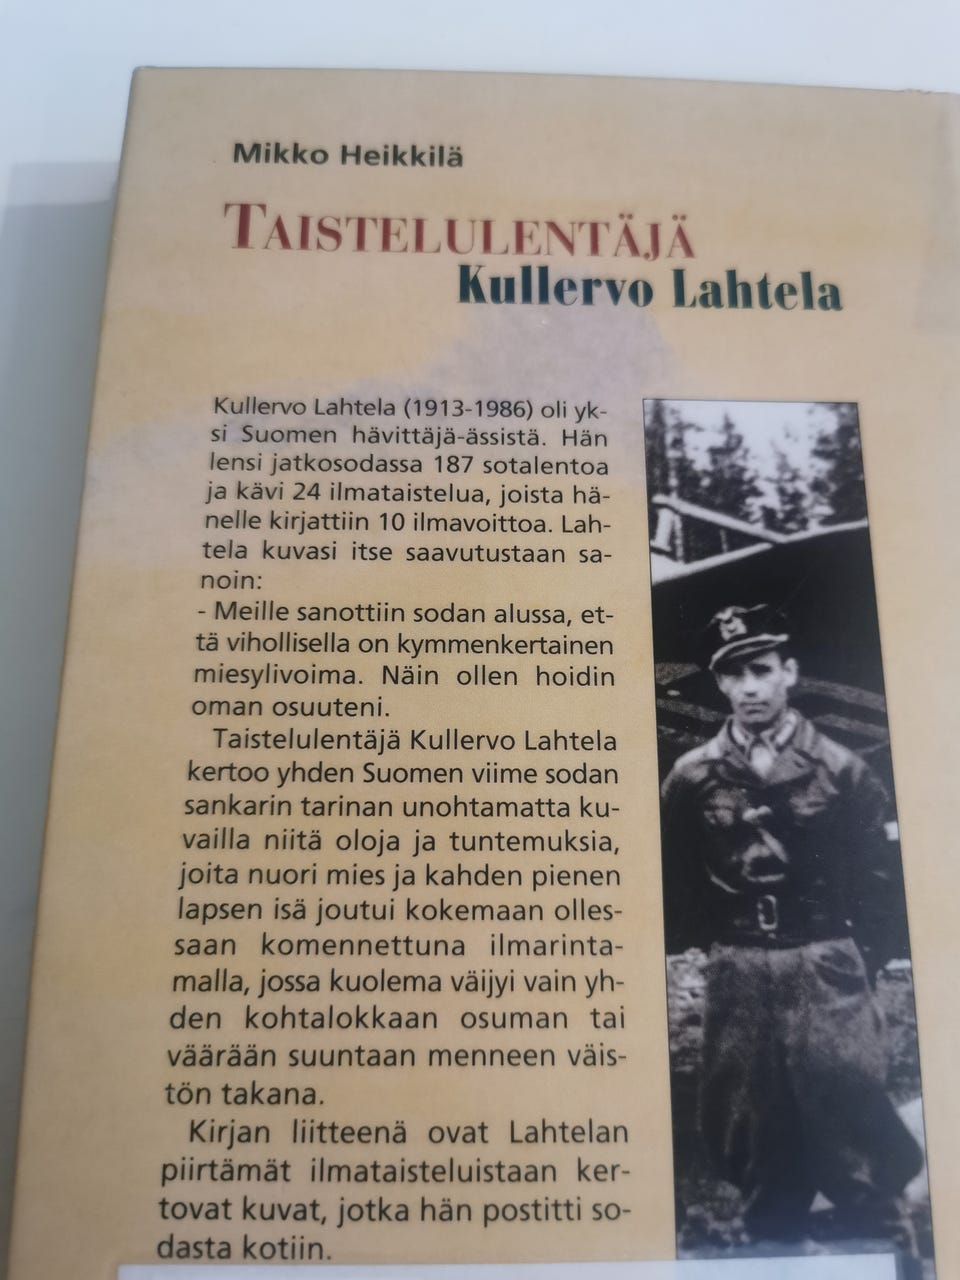 Mikko Heikkilä
TAISTELULENTÄJÄ
Kullervo Lahtela
Kullervo Lahtela (1913-1986) oli yk-
si Suomen hävittäjä-ässistä. Hän
lensi jatkosodassa 187 sotalentoa
ja kävi 24 ilmataistelua, joista hä-
nelle kirjattiin 10 ilmavoittoa. Lah-
tela kuvasi itse saavutustaan sa-
noin:
- Meille sanottiin sodan alussa, et-
tä vihollisella on kymmenkertainen
miesylivoima. Näin ollen hoidin
oman osuuteni.
Taistelulentäjä Kullervo Lahtela
kertoo yhden Suomen viime sodan
sankarin tarinan unohtamatta ku-
vailla niitä oloja ja tuntemuksia,
joita nuori mies ja kahden pienen
lapsen isä joutui kokemaan olles-
saan komennettuna ilmarinta-
malla, jossa kuolema väijyi vain yh-
den kohtalokkaan osuman tai
väärään suuntaan menneen väis-
tön takana.
Kirjan liitteenä ovat Lahtelan
piirtämät ilmataisteluistaan ker-
tovat kuvat, jotka hän postitti so-
dasta kotiin.